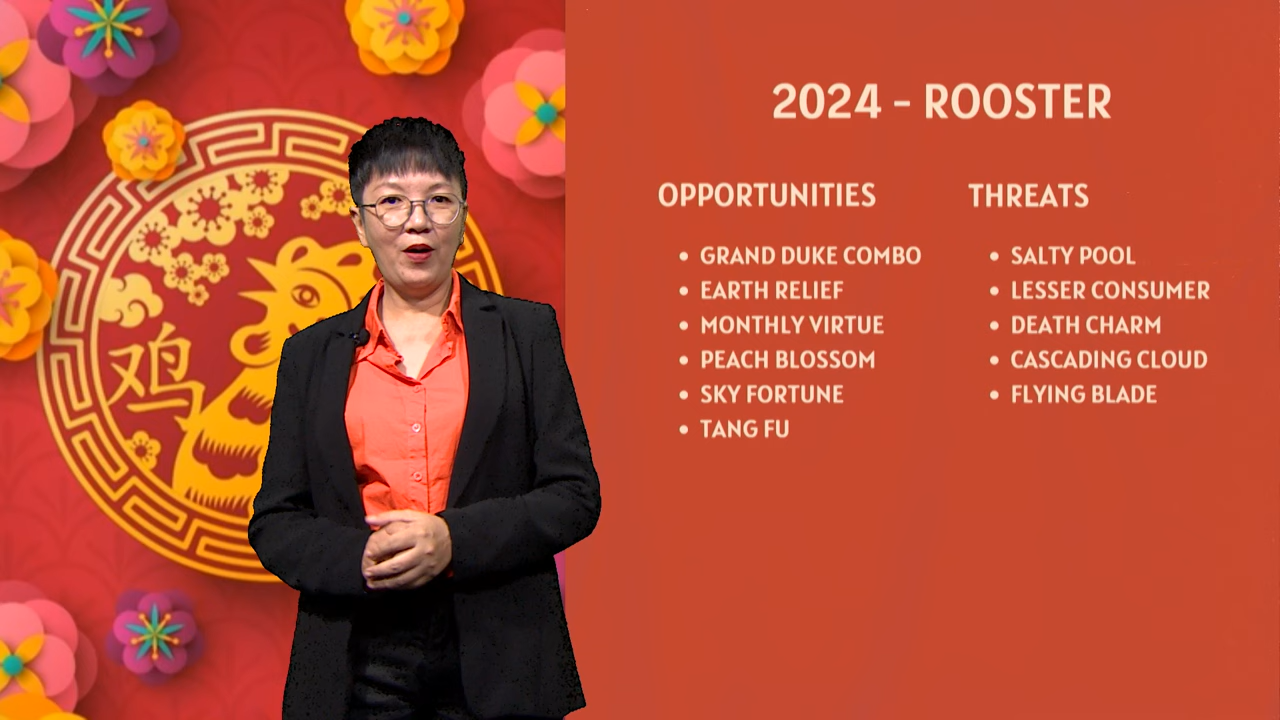 鸡
2024 - ROOSTER
OPPORTUNITIES
GRAND DUKE COMBO
EARTH RELIEF
MONTHLY VIRTUE
PEACH BLOSSOM
SKY FORTUNE
TANG FU
THREATS
SALTY POOL
LESSER CONSUMER
DEATH CHARM
CASCADING CLOUD
FLYING BLADE